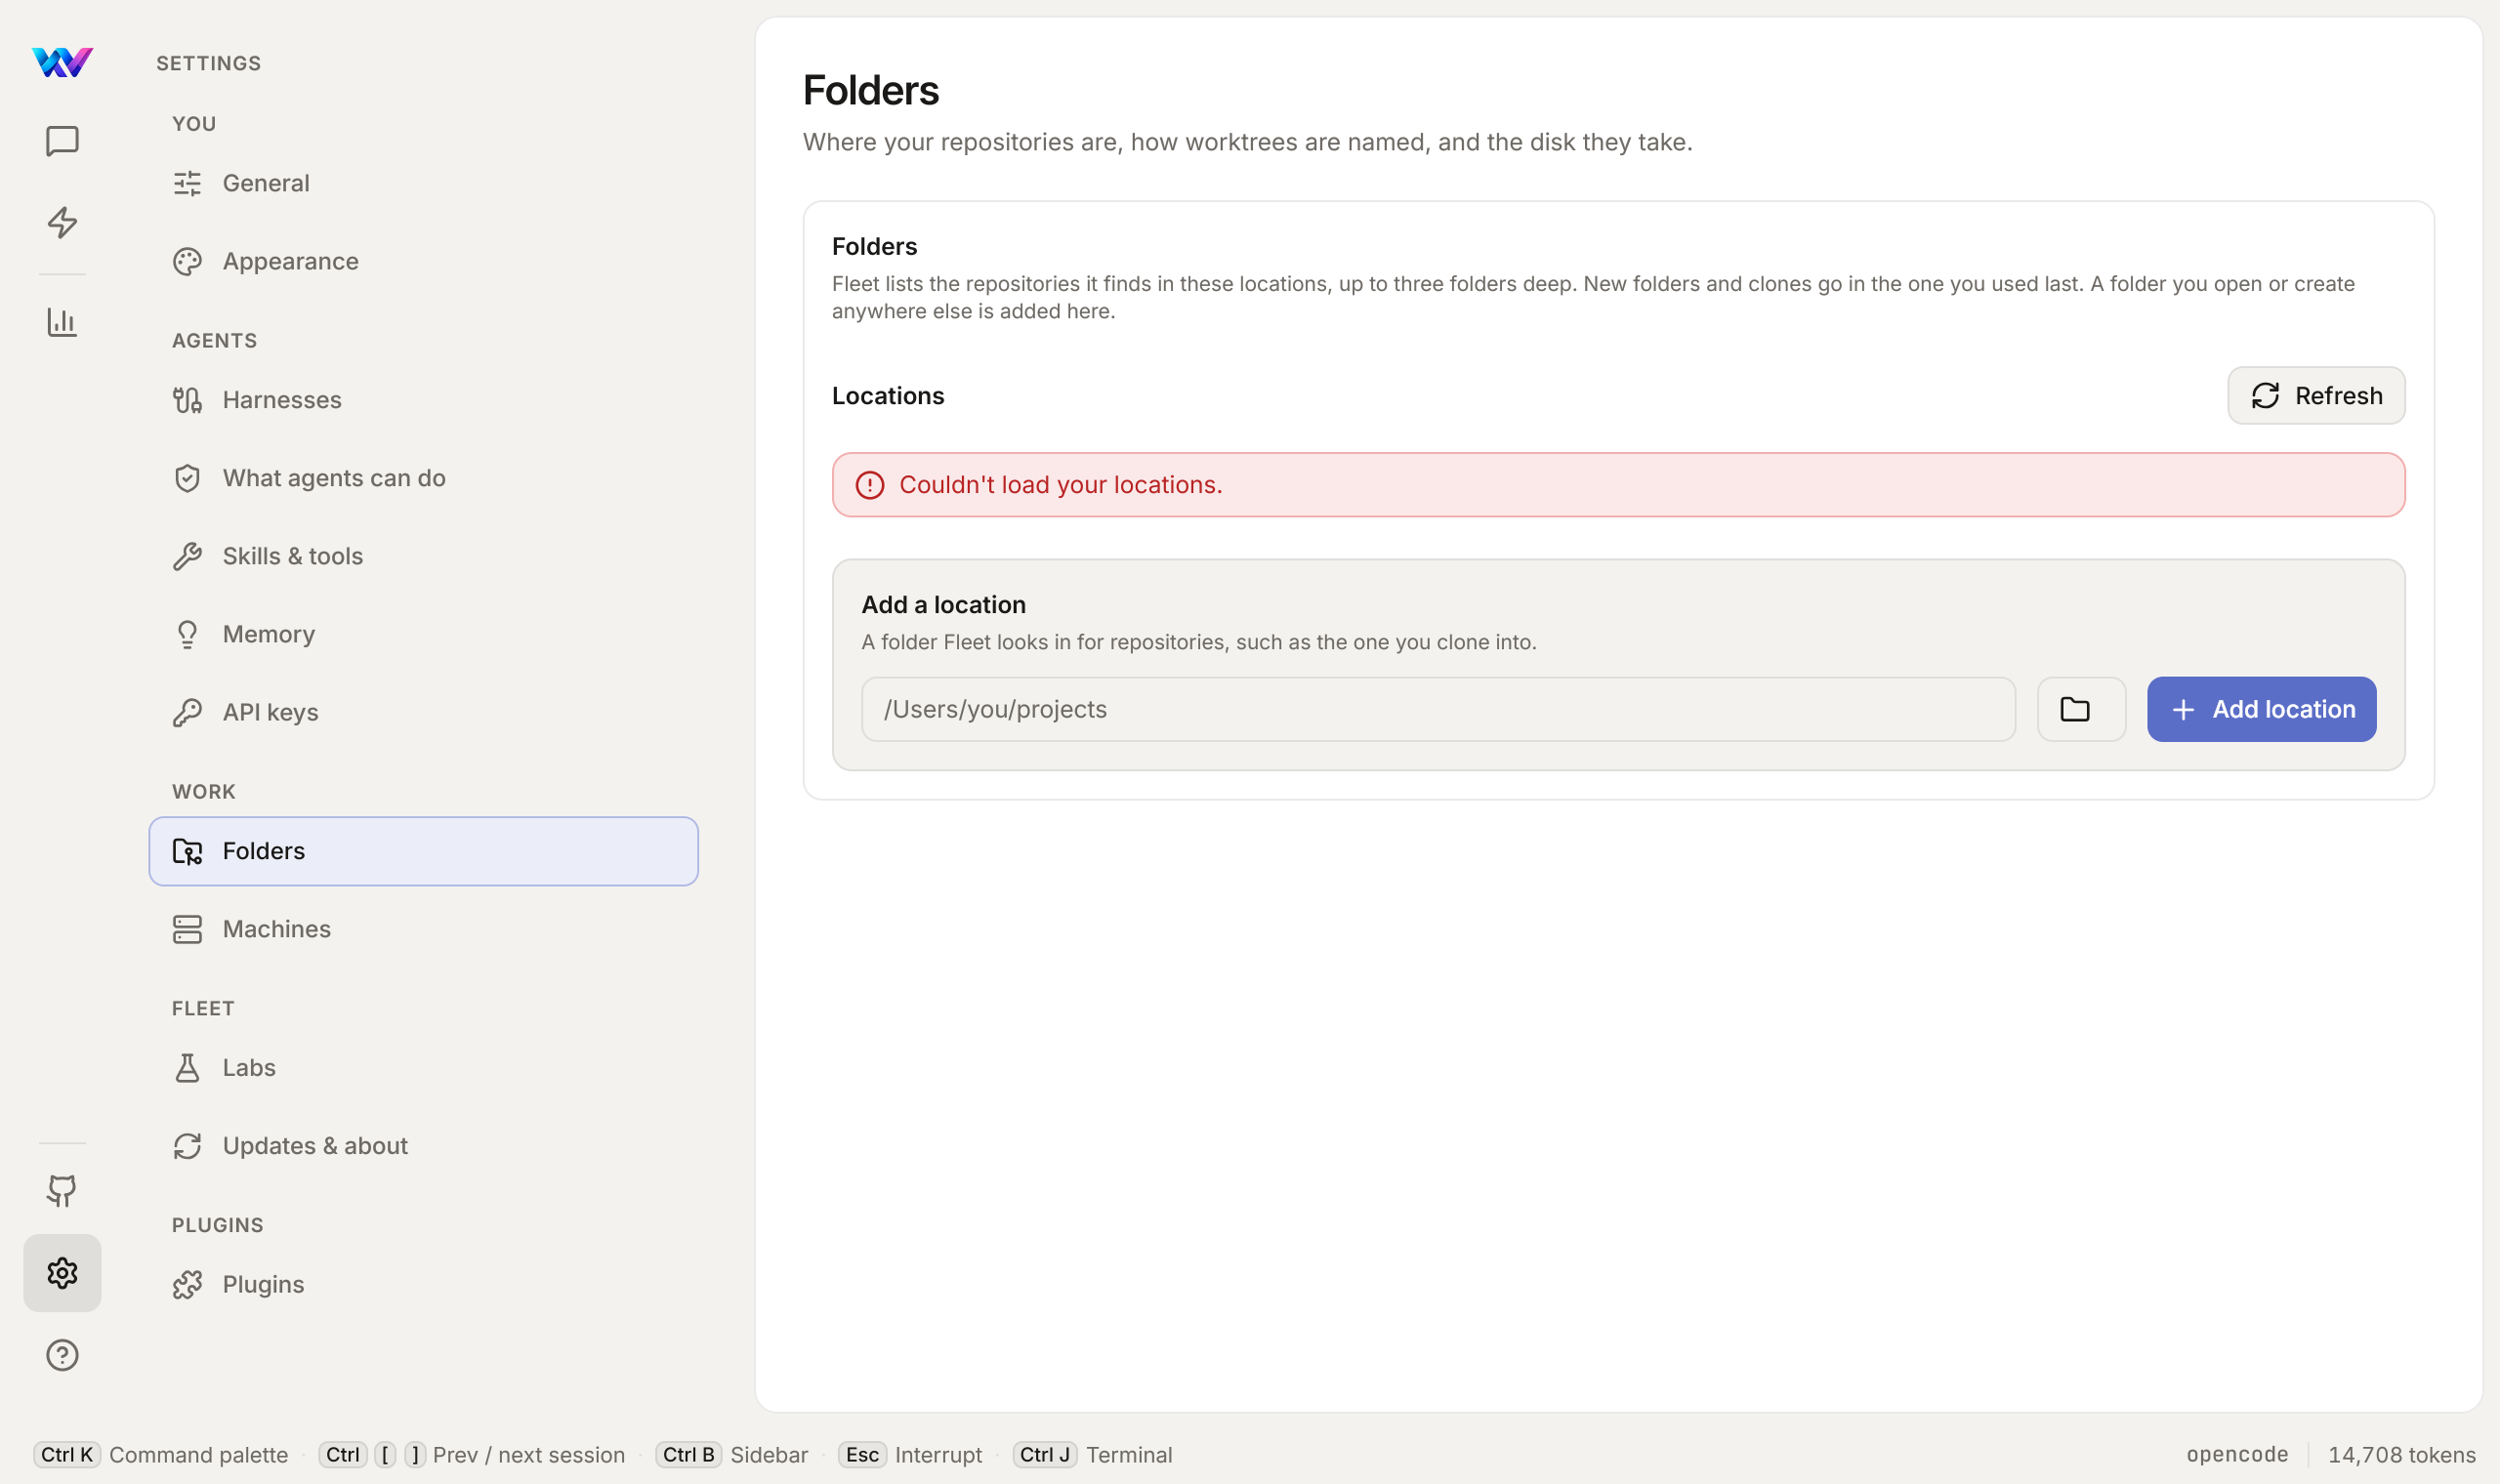 SETTINGS
YOU
General
Appearance
AGENTS
Harnesses
What agents can do
Skills & tools
Memory
API keys
WORK
Folders
Machines
FLEET
Labs
Updates & about
PLUGINS
Plugins
Folders
Where your repositories are, how worktrees are named, and the disk they take.
Folders
Fleet lists the repositories it finds in these locations, up to three folders deep. New folders and clones go in the one you used last. A folder you open or create
anywhere else is added here.
Locations
Refresh
Couldn't load your locations.
Add a location
A folder Fleet looks in for repositories, such as the one you clone into.
/Users/you/projects
Add location
Ctrl K Command palette · Ctrl [ ] Prev / next session · Ctrl B Sidebar · Esc Interrupt · Ctrl J Terminal
opencode 14,708 tokens